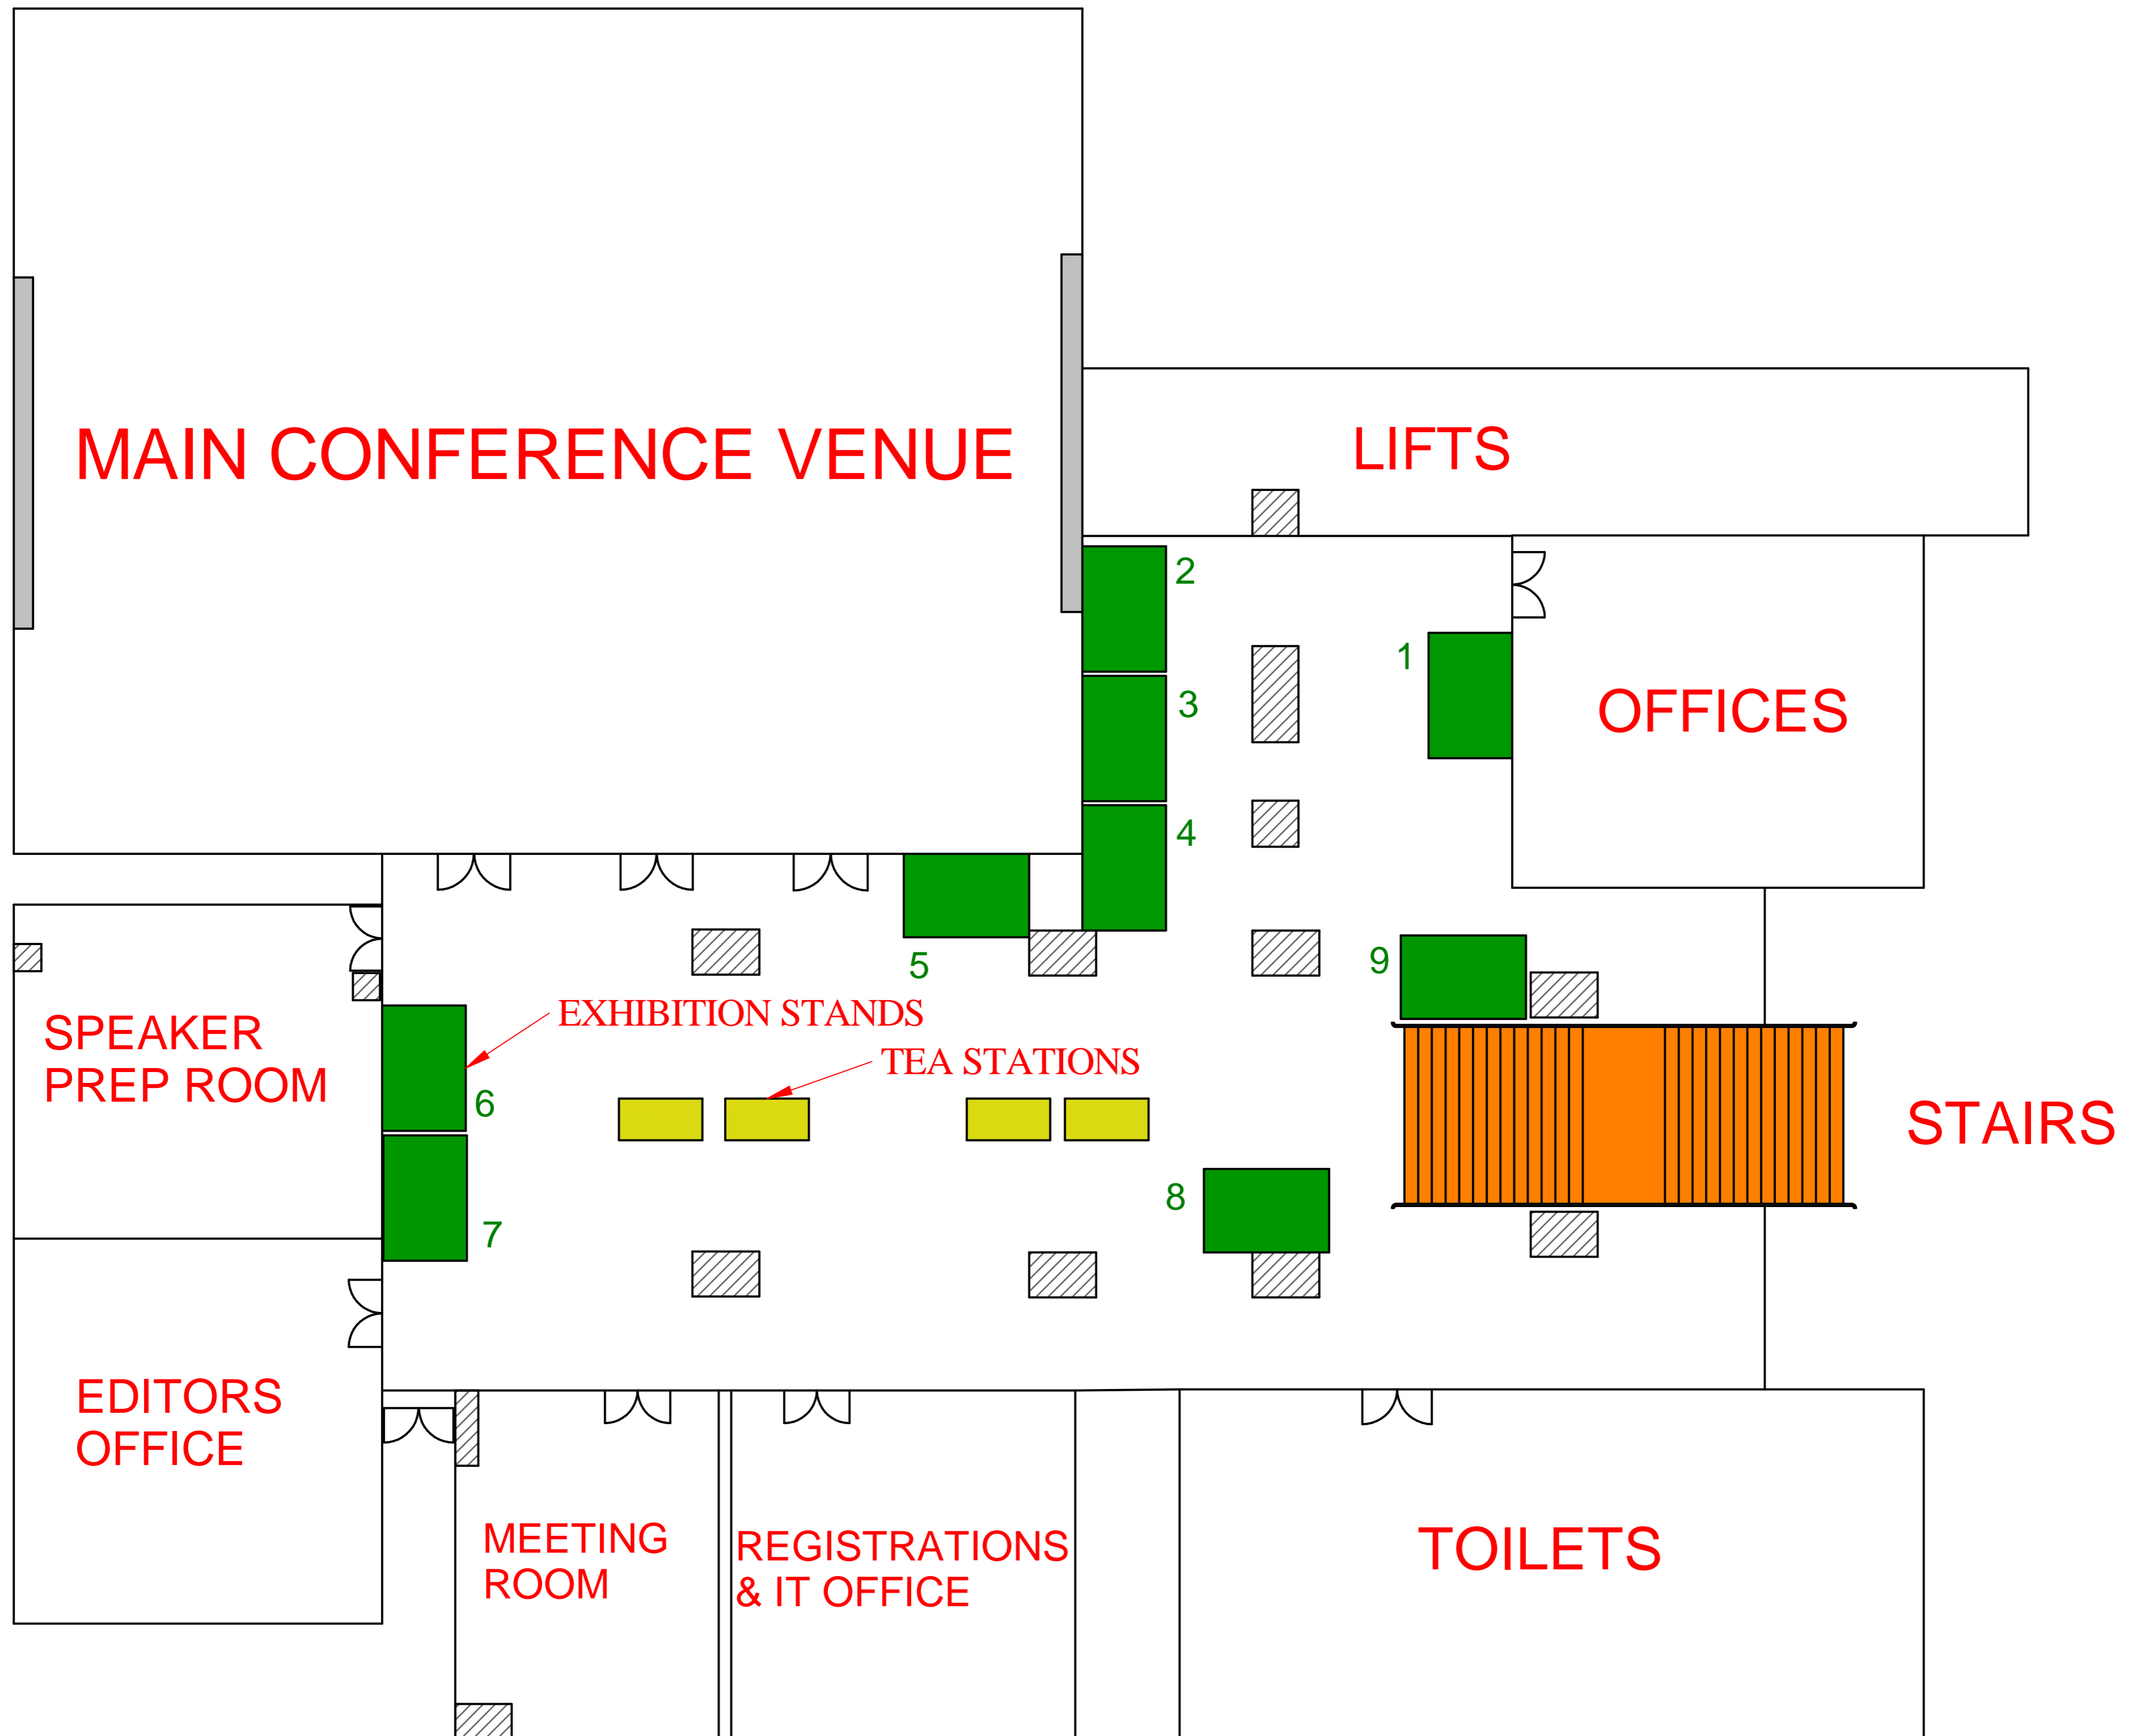 MAIN CONFERENCE VENUE
LIFTS
2
1
3
OFFICES
4
5
9
EXHIBITION STANDS
SPEAKER
PREP ROOM
TEA STATIONS
6
STAIRS
8
7
EDITORS
OFFICE
MEETING
ROOM
REGISTRATIONS
& IT OFFICE
TOILETS